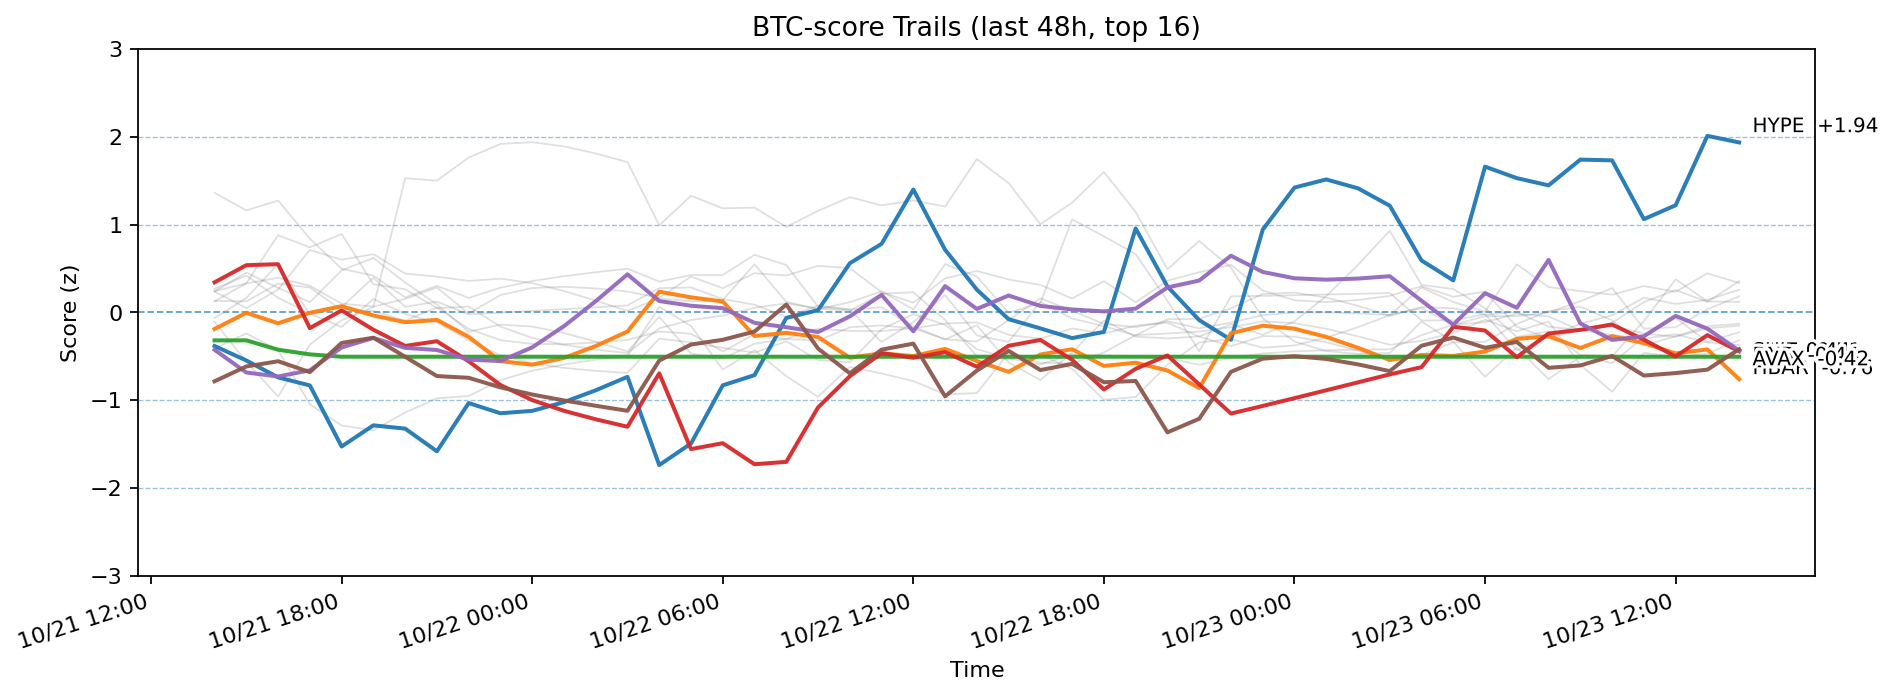 BTC-score Trails (last 48h, top 16)
Score (z)
3
2
1
0
−1
−2
−3
HYPE +1.94
AVAX -0.42
HBAR -0.76
10/21 12:00
10/21 18:00
10/22 00:00
10/22 06:00
10/22 12:00
10/22 18:00
10/23 00:00
10/23 06:00
10/23 12:00
Time